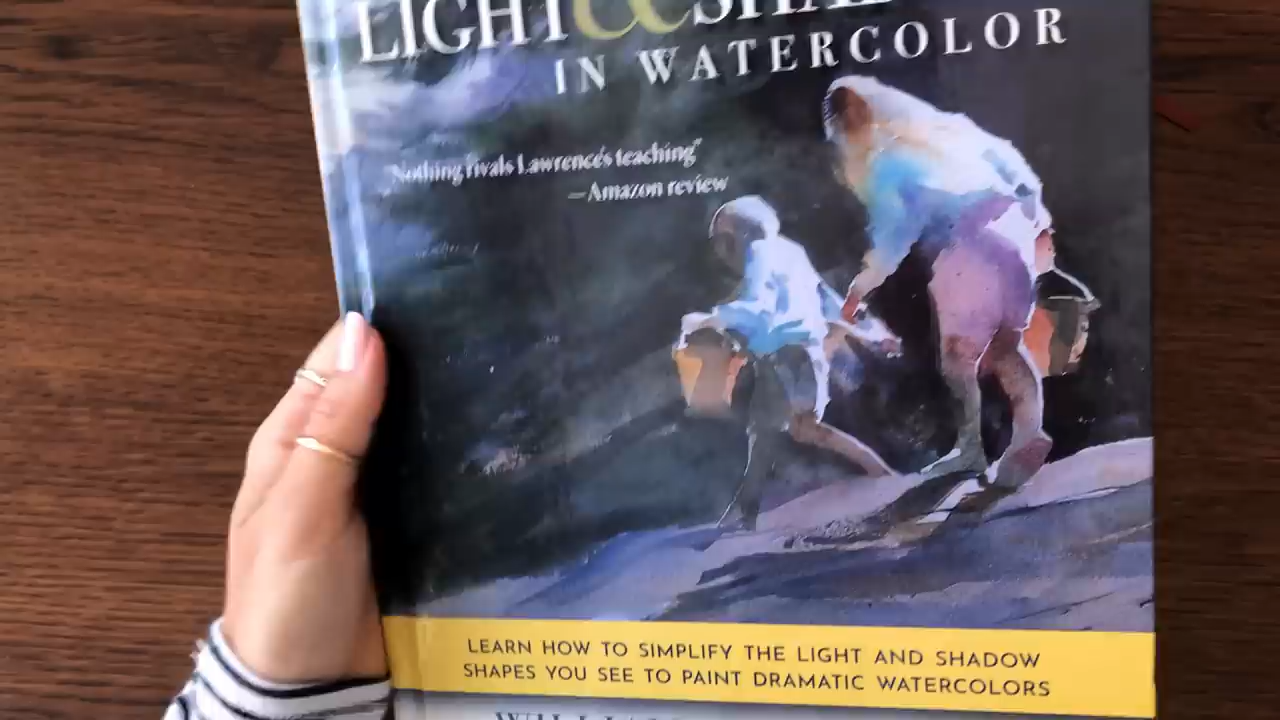 LIGHT &
IN WATERCOLOR
"Nothing rivals Lawrence's teaching"
—Amazon review
LEARN HOW TO SIMPLIFY THE LIGHT AND SHADOW
SHAPES YOU SEE TO PAINT DRAMATIC WATERCOLORS